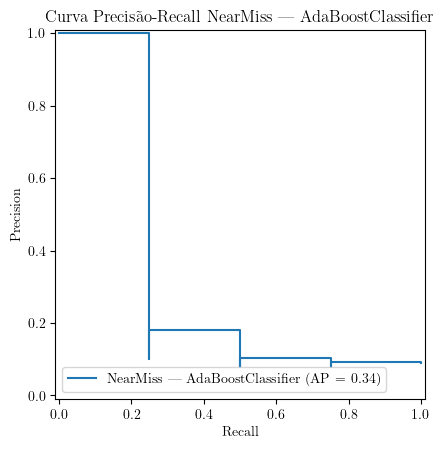 Curva Precisão-Recall NearMiss — AdaBoostClassifier
1.0
0.8
0.6
0.4
0.2
0.0
Precision
NearMiss — AdaBoostClassifier (AP = 0.34)
0.0 0.2 0.4 0.6 0.8 1.0
Recall